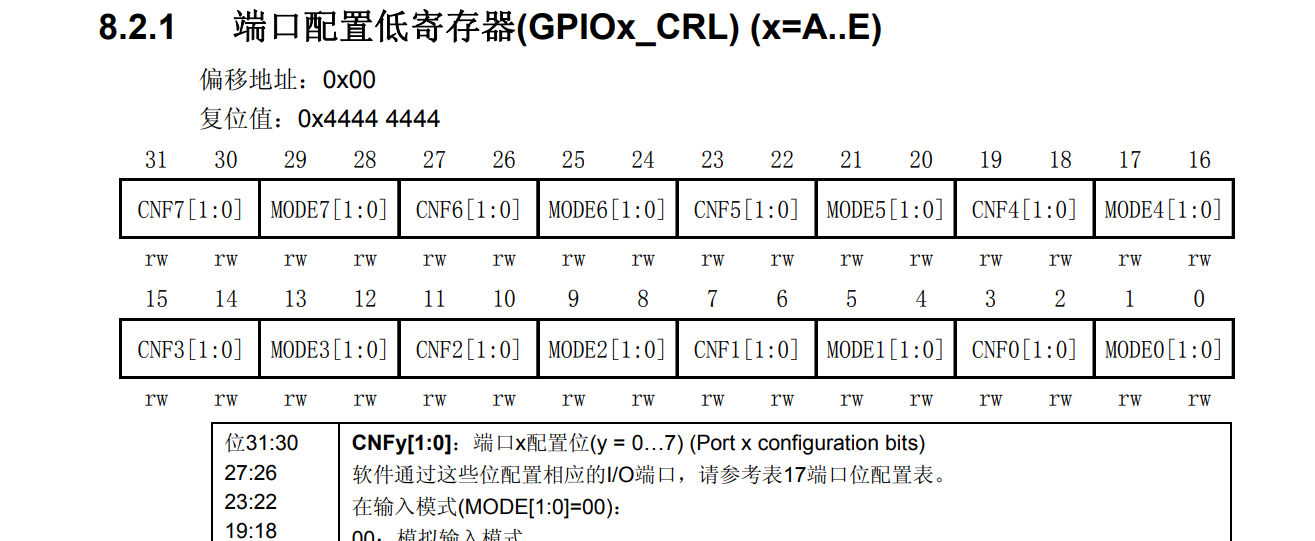 8.2.1 端口配置低寄存器(GPIOx_CRL) (x=A..E)
偏移地址：0x00
复位值：0x4444 4444
31 30 29 28 27 26 25 24 23 22 21 20 19 18 17 16
CNF7[1:0] MODE7[1:0] CNF6[1:0] MODE6[1:0] CNF5[1:0] MODE5[1:0] CNF4[1:0] MODE4[1:0]
rw rw rw rw rw rw rw rw rw rw rw rw rw rw rw rw
15 14 13 12 11 10 9 8 7 6 5 4 3 2 1 0
CNF3[1:0] MODE3[1:0] CNF2[1:0] MODE2[1:0] CNF1[1:0] MODE1[1:0] CNF0[1:0] MODE0[1:0]
rw rw rw rw rw rw rw rw rw rw rw rw rw rw rw rw
位31:30 CNFy[1:0]：端口x配置位(y = 0…7) (Port x configuration bits)
27:26 软件通过这些位配置相应的I/O端口，请参考表17端口位配置表。
23:22 在输入模式(MODE[1:0]=00)：
19:18 00：模拟输入模式